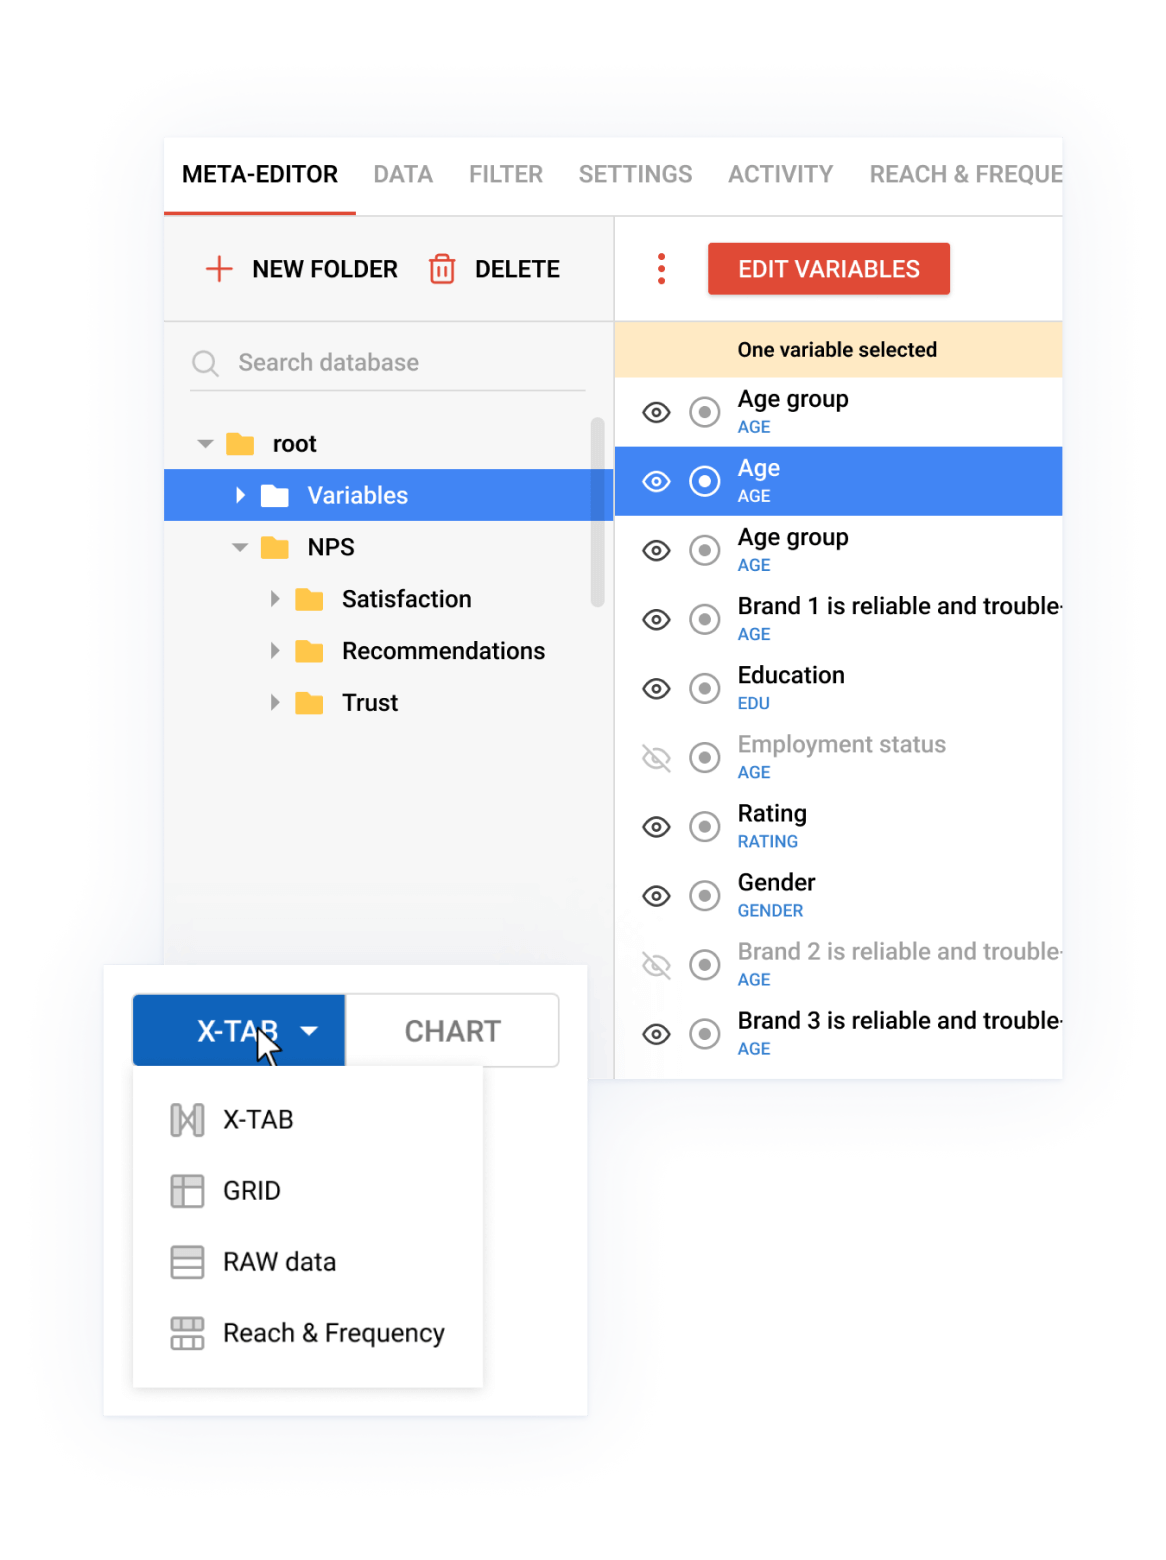 META-EDITOR DATA FILTER SETTINGS ACTIVITY REACH & FREQUE
NEW FOLDER DELETE
EDIT VARIABLES
Search database
root
Variables
NPS
Satisfaction
Recommendations
Trust
One variable selected
Age group
AGE
Age
AGE
Age group
AGE
Brand 1 is reliable and trouble-
AGE
Education
EDU
Employment status
AGE
Rating
RATING
Gender
GENDER
Brand 2 is reliable and trouble-
AGE
Brand 3 is reliable and trouble-
AGE
X-TAB CHART
X-TAB
GRID
RAW data
Reach & Frequency